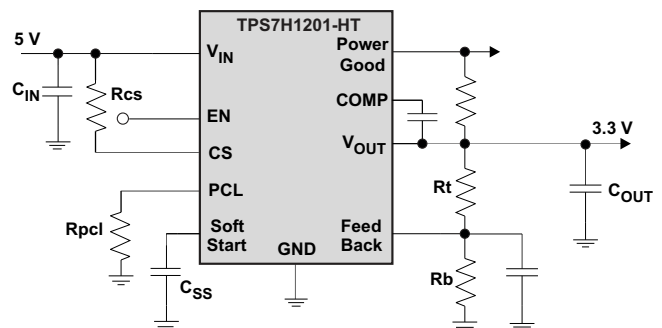 TPS7H1201-HT
5 V
V_IN
Power
Good
C_IN
Rcs
EN
COMP
CS
V_OUT
3.3 V
PCL
Rt
C_OUT
Rpcl
Soft
Start
Feed
Back
GND
C_SS
Rb